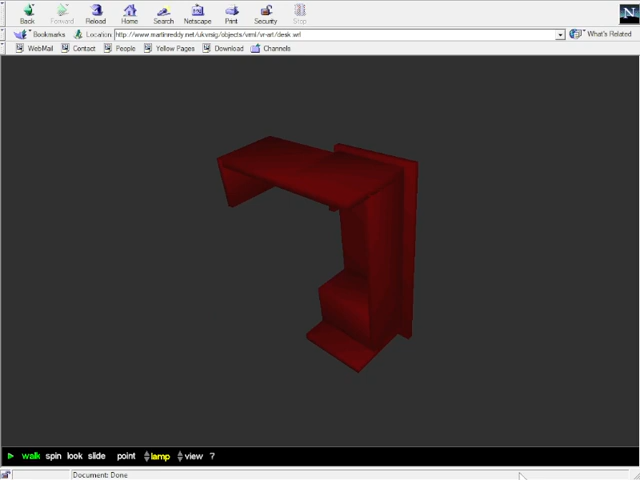 Back Forward Reload Home Search Netscape Print Security Stop
N
Bookmarks Location: http://www.martinreddy.net/ukvrsig/objects/vrml/vr-art/desk.wrl What's Related
WebMail Contact People Yellow Pages Download Channels
walk spin look slide point lamp view ?
Document: Done